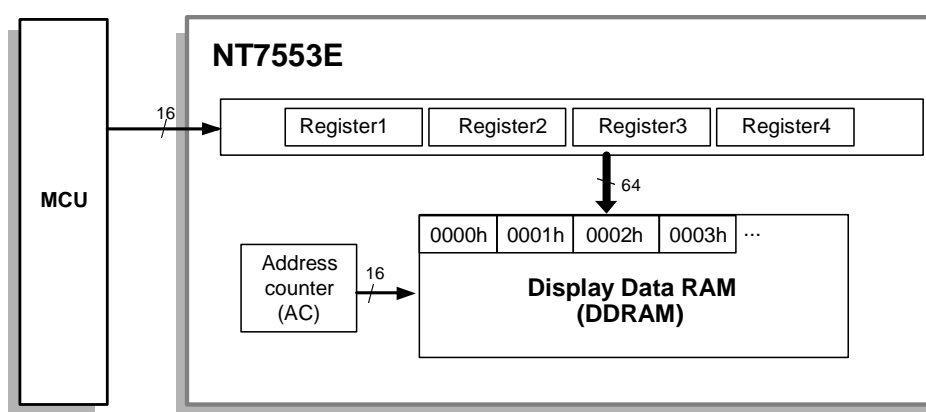 NT7553E
16
Register1 Register2 Register3 Register4
MCU
64
0000h 0001h 0002h 0003h ...
Address
counter
(AC)
16
Display Data RAM
(DDRAM)